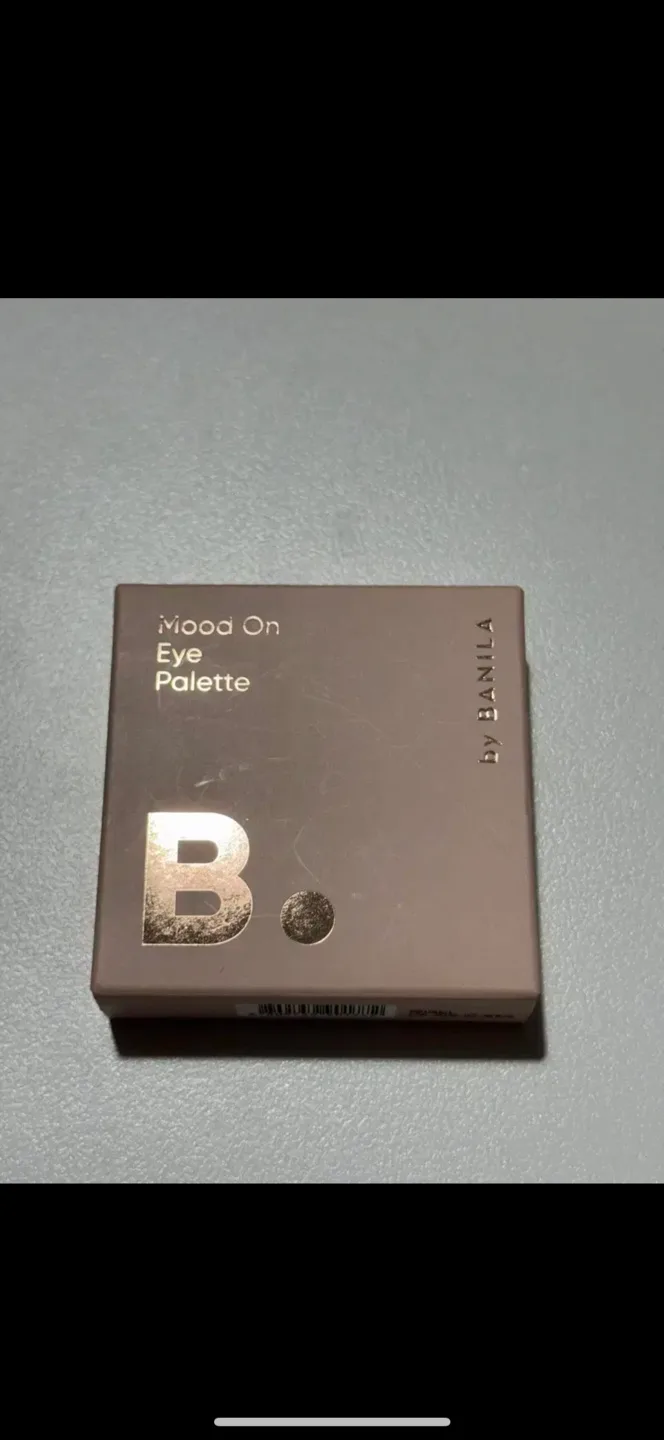 Mood On
Eye
Palette
by BANILA
B.